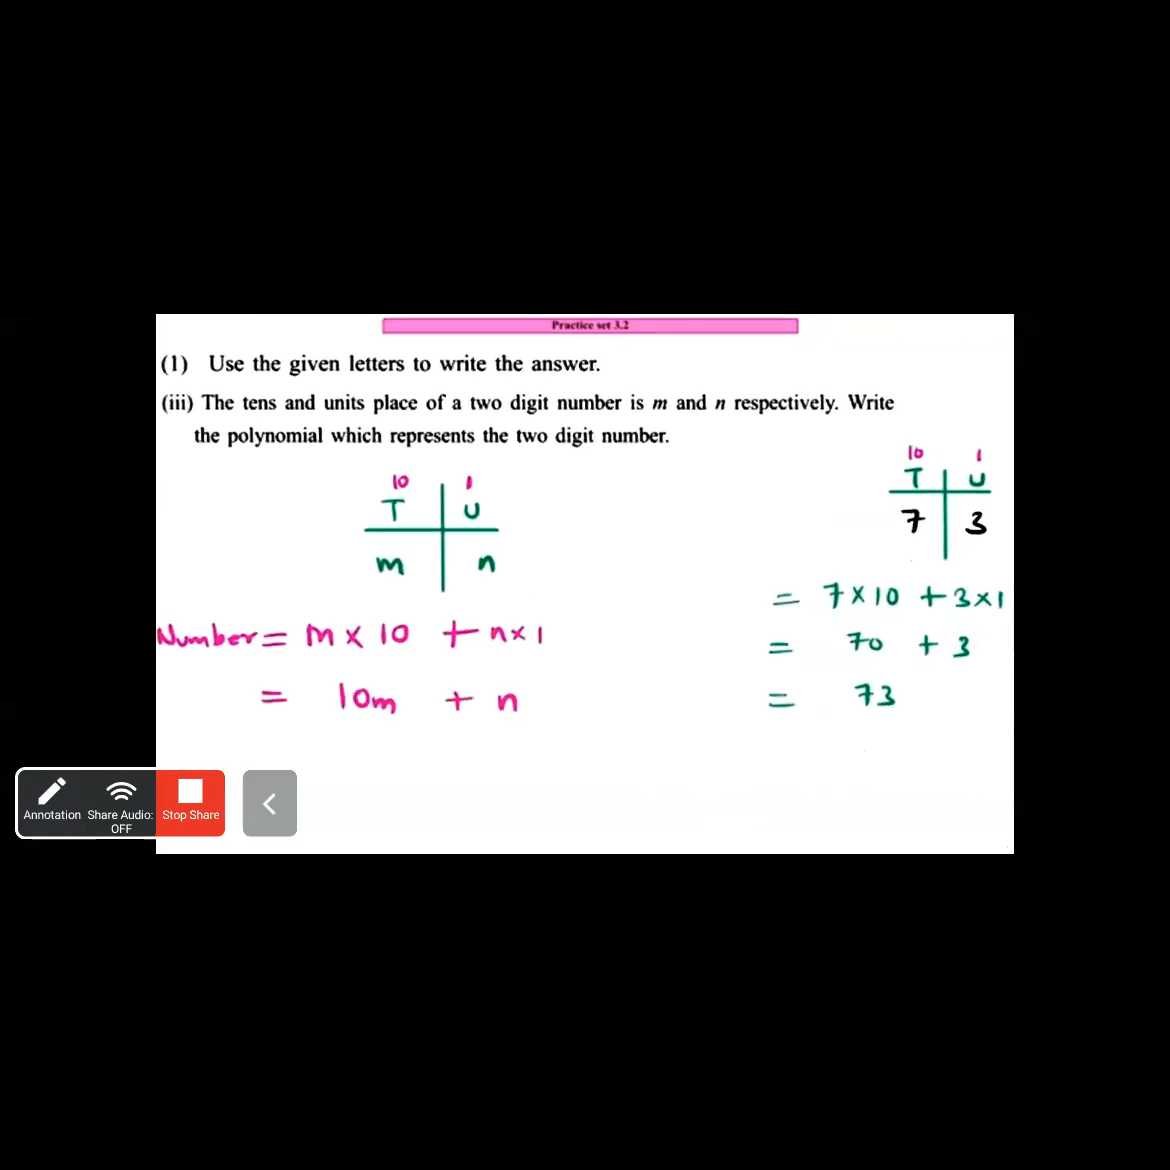 Practice set 3.2
(1) Use the given letters to write the answer.
(iii) The tens and units place of a two digit number is m and n respectively. Write
the polynomial which represents the two digit number.
10 1
T U
m n
Number = m × 10 + n × 1
= 10m + n
10 1
T U
7 3
= 7 × 10 + 3 × 1
= 70 + 3
= 73
Annotation
Share Audio:
OFF
Stop Share